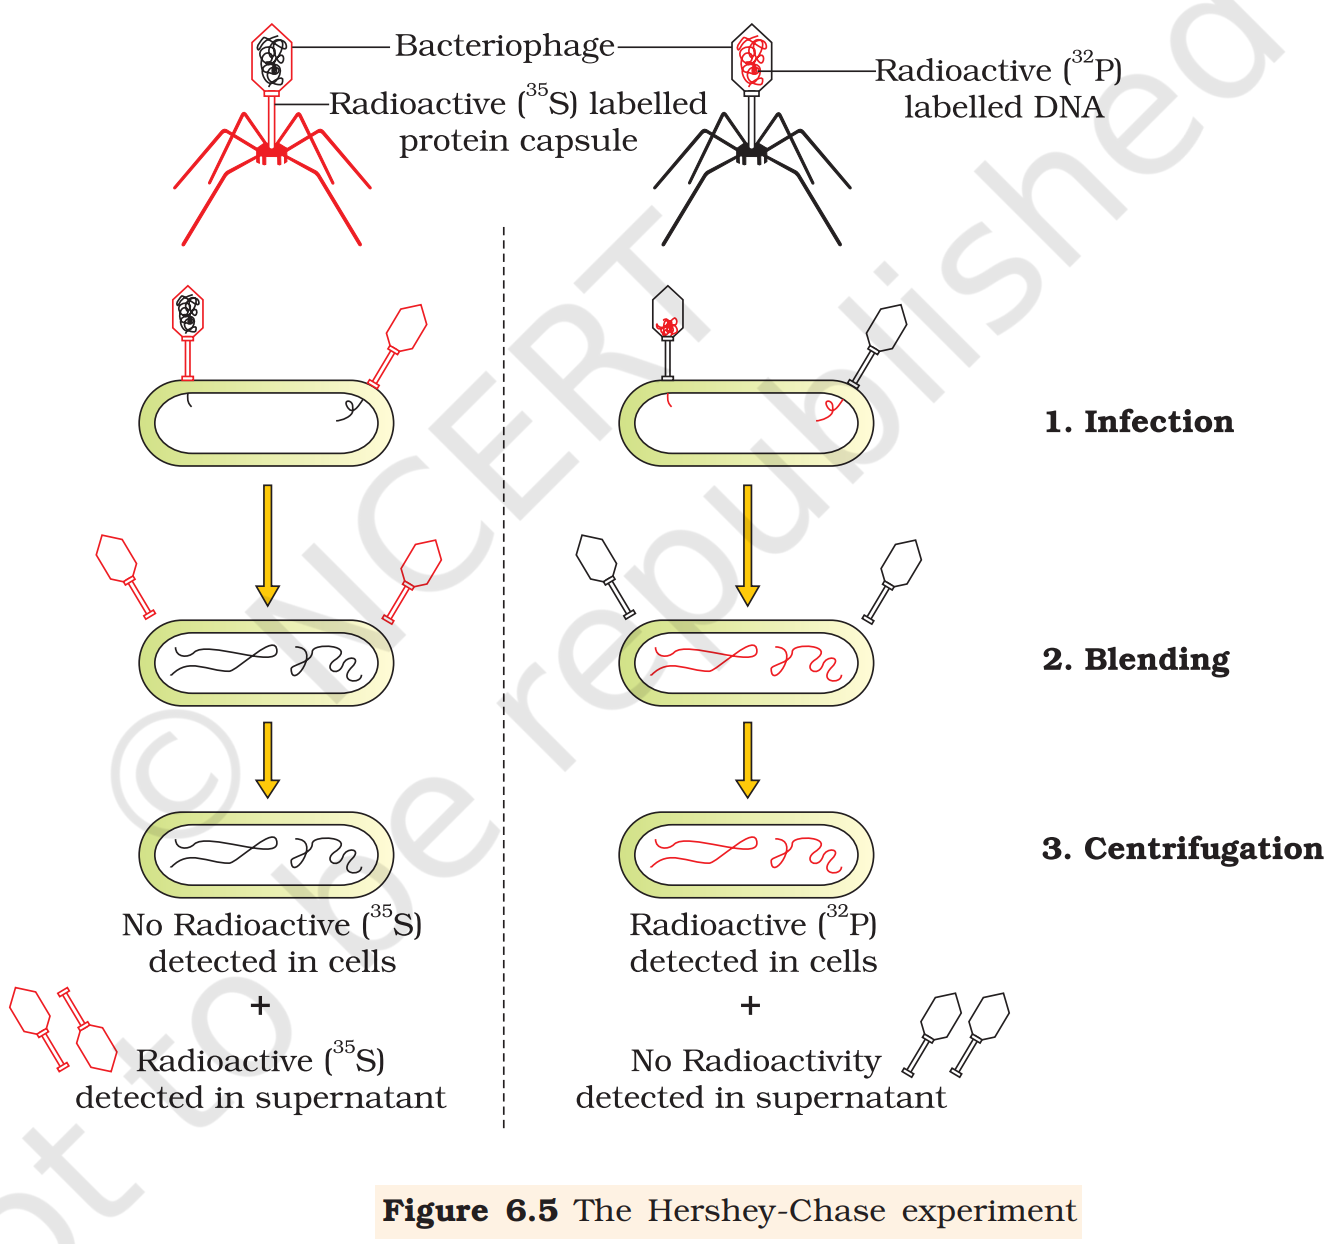 Bacteriophage
Radioactive (³⁵S) labelled
protein capsule
Radioactive (³²P)
labelled DNA
1. Infection
2. Blending
3. Centrifugation
No Radioactive (³⁵S)
detected in cells
+
Radioactive (³⁵S)
detected in supernatant
Radioactive (³²P)
detected in cells
+
No Radioactivity
detected in supernatant
Figure 6.5 The Hershey-Chase experiment
© NCERT
not to be republished